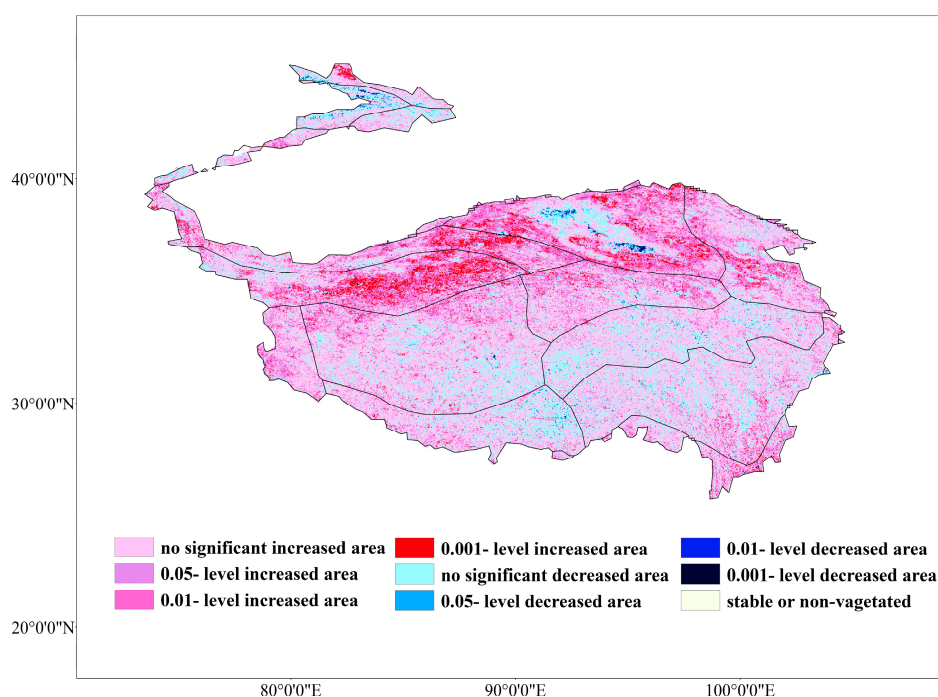 40°0'0"N
30°0'0"N
no significant increased area
0.001- level increased area
0.01- level decreased area
0.05- level increased area
no significant decreased area
0.001- level decreased area
0.01- level increased area
0.05- level decreased area
stable or non-vagetated
20°0'0"N
80°0'0"E
90°0'0"E
100°0'0"E